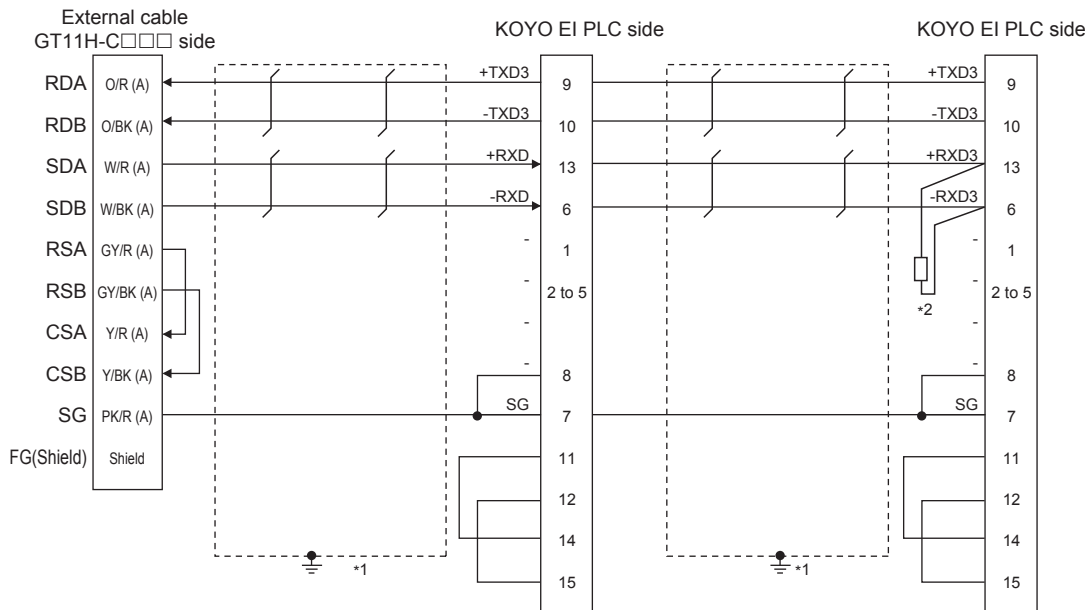 External cable
GT11H-C□□□ side
KOYO EI PLC side
KOYO EI PLC side
RDA O/R (A) +TXD3 9 +TXD3 9
RDB O/BK (A) -TXD3 10 -TXD3 10
SDA W/R (A) +RXD 13 +RXD3 13
SDB W/BK (A) -RXD 6 -RXD3 6
RSA GY/R (A) - 1 - 1
RSB GY/BK (A) - 2 to 5 *2 - 2 to 5
CSA Y/R (A) - -
CSB Y/BK (A) - 8 - 8
SG PK/R (A) SG 7 SG 7
FG(Shield) Shield 11 11
12 12
14 14
*1 *1
15 15